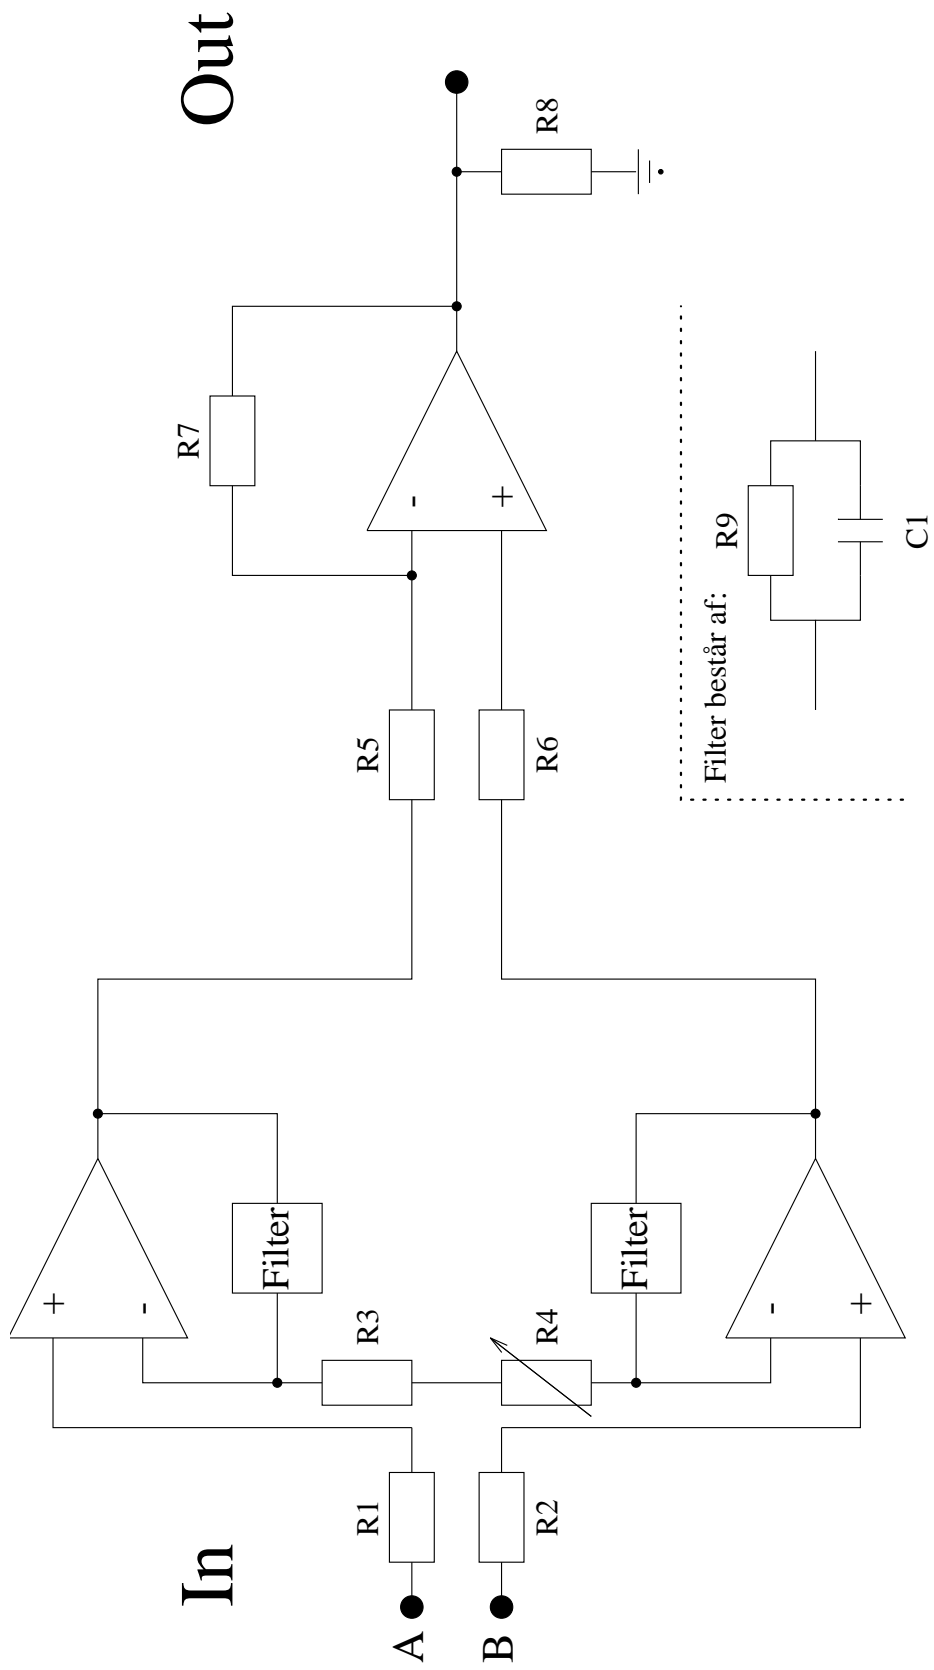 In
Out
A
B
R1
R2
R3
R4
Filter
Filter
+
-
-
+
R5
R6
R7
-
+
R8
Filter består af:
R9
C1